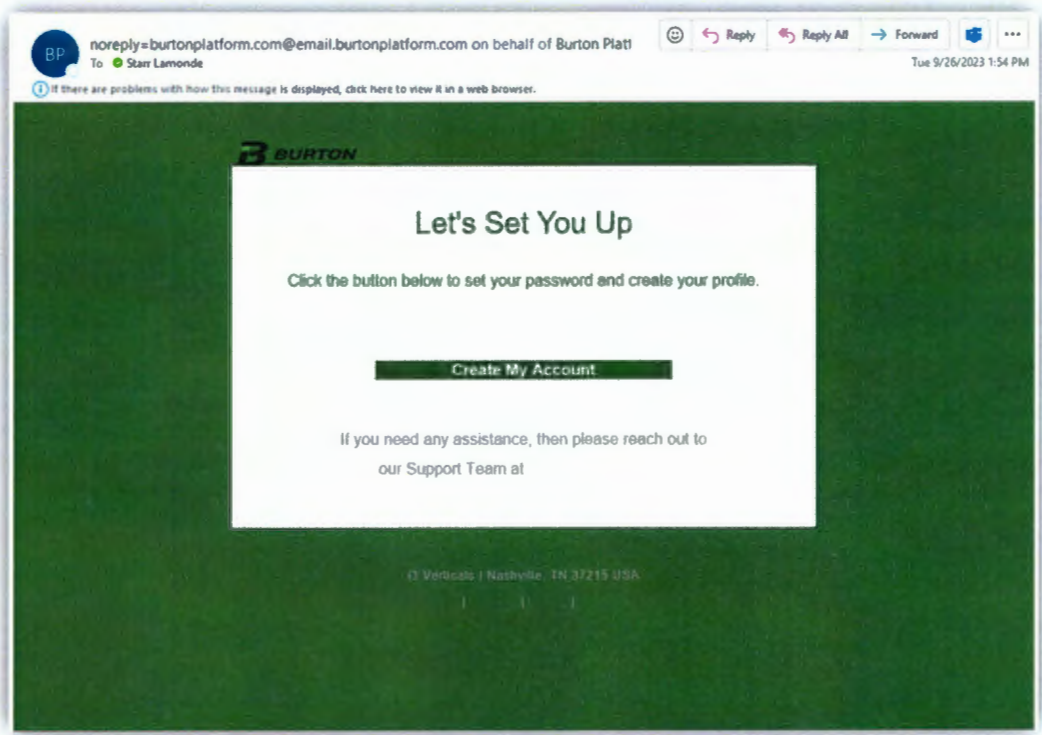 BP
noreply=burtonplatform.com@email.burtonplatform.com on behalf of Burton Platf
Reply
Reply All
Forward
To Starr Lamonde
Tue 9/26/2023 1:54 PM
If there are problems with how this message is displayed, click here to view it in a web browser.
B BURTON
Let's Set You Up
Click the button below to set your password and create your profile.
Create My Account
If you need any assistance, then please reach out to
our Support Team at
Verticals | Nashville, TN 37215 USA
| | |